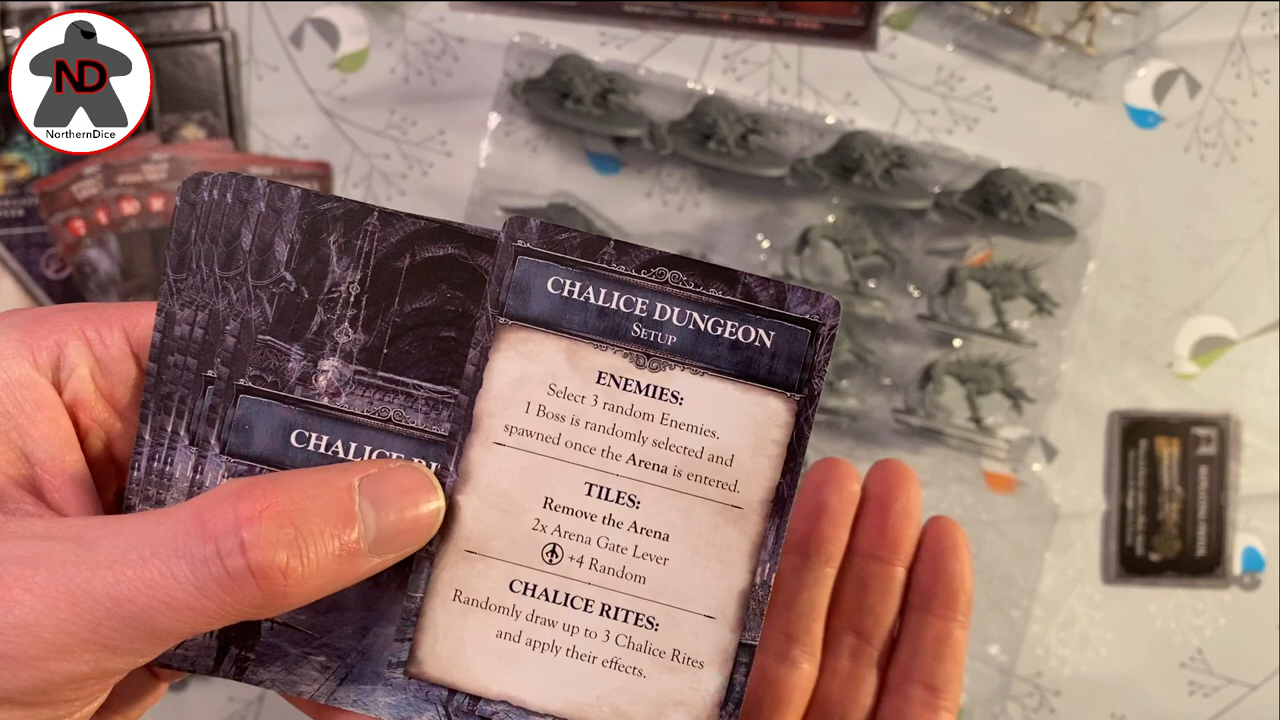 ND
NorthernDice
CHALICE DUNGEON
SETUP
ENEMIES:
Select 3 random Enemies.
1 Boss is randomly selected and
spawned once the Arena is entered.
TILES:
Remove the Arena
2x Arena Gate Lever
+4 Random
CHALICE RITES:
Randomly draw up to 3 Chalice Rites
and apply their effects.
CHALICE